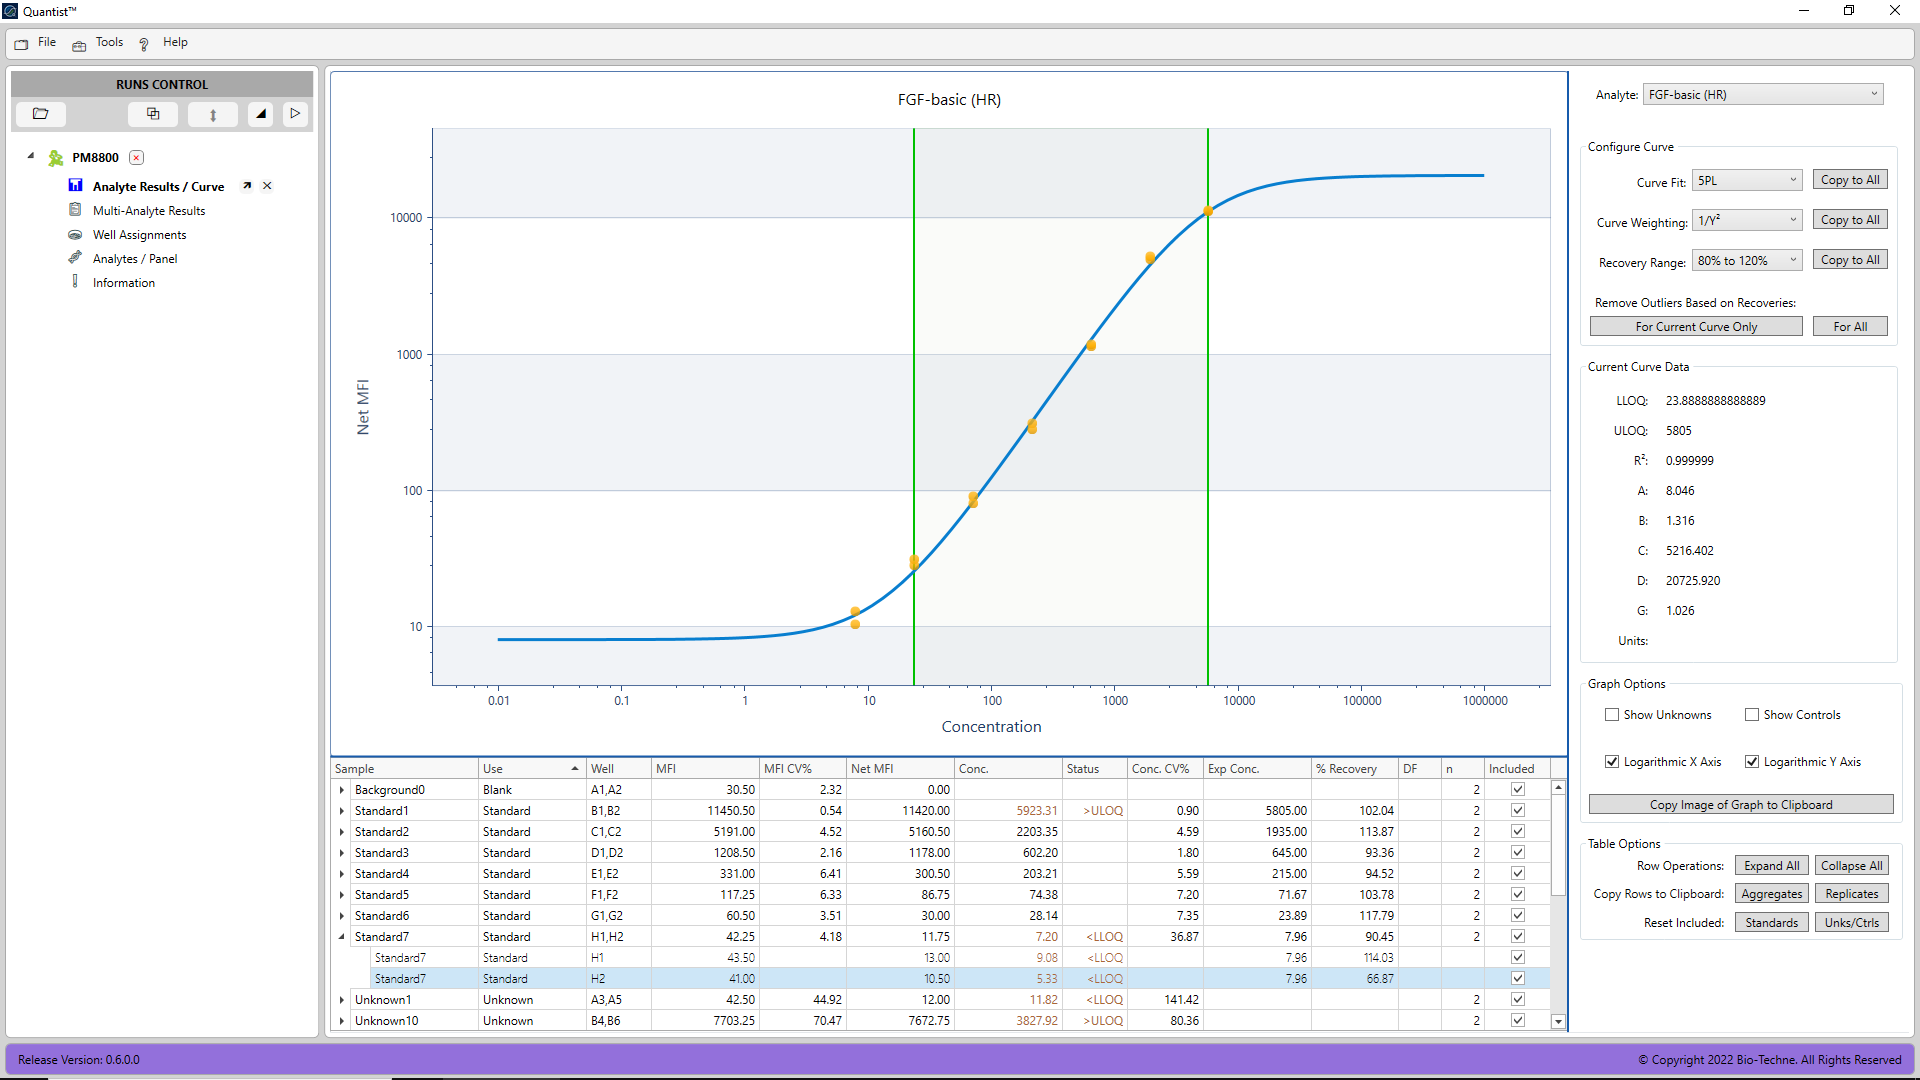 Quantist™
File Tools Help
RUNS CONTROL
PM8800
Analyte Results / Curve
Multi-Analyte Results
Well Assignments
Analytes / Panel
Information
FGF-basic (HR)
Net MFI
10000
1000
100
10
0.01 0.1 1 10 100 1000 10000 100000 1000000
Concentration
Sample Use Well MFI MFI CV% Net MFI Conc. Status Conc. CV% Exp Conc. % Recovery DF n Included
Background0 Blank A1,A2 30.50 2.32 0.00 2
Standard1 Standard B1,B2 11450.50 0.54 11420.00 5923.31 >ULOQ 0.90 5805.00 102.04 2
Standard2 Standard C1,C2 5191.00 4.52 5160.50 2203.35 4.59 1935.00 113.87 2
Standard3 Standard D1,D2 1208.50 2.16 1178.00 602.20 1.80 645.00 93.36 2
Standard4 Standard E1,E2 331.00 6.41 300.50 203.21 5.59 215.00 94.52 2
Standard5 Standard F1,F2 117.25 6.33 86.75 74.38 7.20 71.67 103.78 2
Standard6 Standard G1,G2 60.50 3.51 30.00 28.14 7.35 23.89 117.79 2
Standard7 Standard H1,H2 42.25 4.18 11.75 7.20 <LLOQ 36.87 7.96 90.45 2
Standard7 Standard H1 43.50 13.00 9.08 <LLOQ 7.96 114.03
Standard7 Standard H2 41.00 10.50 5.33 <LLOQ 7.96 66.87
Unknown1 Unknown A3,A5 42.50 44.92 12.00 11.82 <LLOQ 141.42 2
Unknown10 Unknown B4,B6 7703.25 70.47 7672.75 3827.92 >ULOQ 80.36 2
Analyte: FGF-basic (HR)
Configure Curve
Curve Fit: 5PL Copy to All
Curve Weighting: 1/Y² Copy to All
Recovery Range: 80% to 120% Copy to All
Remove Outliers Based on Recoveries:
For Current Curve Only For All
Current Curve Data
LLOQ: 23.8888888888889
ULOQ: 5805
R²: 0.999999
A: 8.046
B: 1.316
C: 5216.402
D: 20725.920
G: 1.026
Units:
Graph Options
Show Unknowns Show Controls
Logarithmic X Axis Logarithmic Y Axis
Copy Image of Graph to Clipboard
Table Options
Row Operations: Expand All Collapse All
Copy Rows to Clipboard: Aggregates Replicates
Reset Included: Standards Unks/Ctrls
Release Version: 0.6.0.0
© Copyright 2022 Bio-Techne. All Rights Reserved